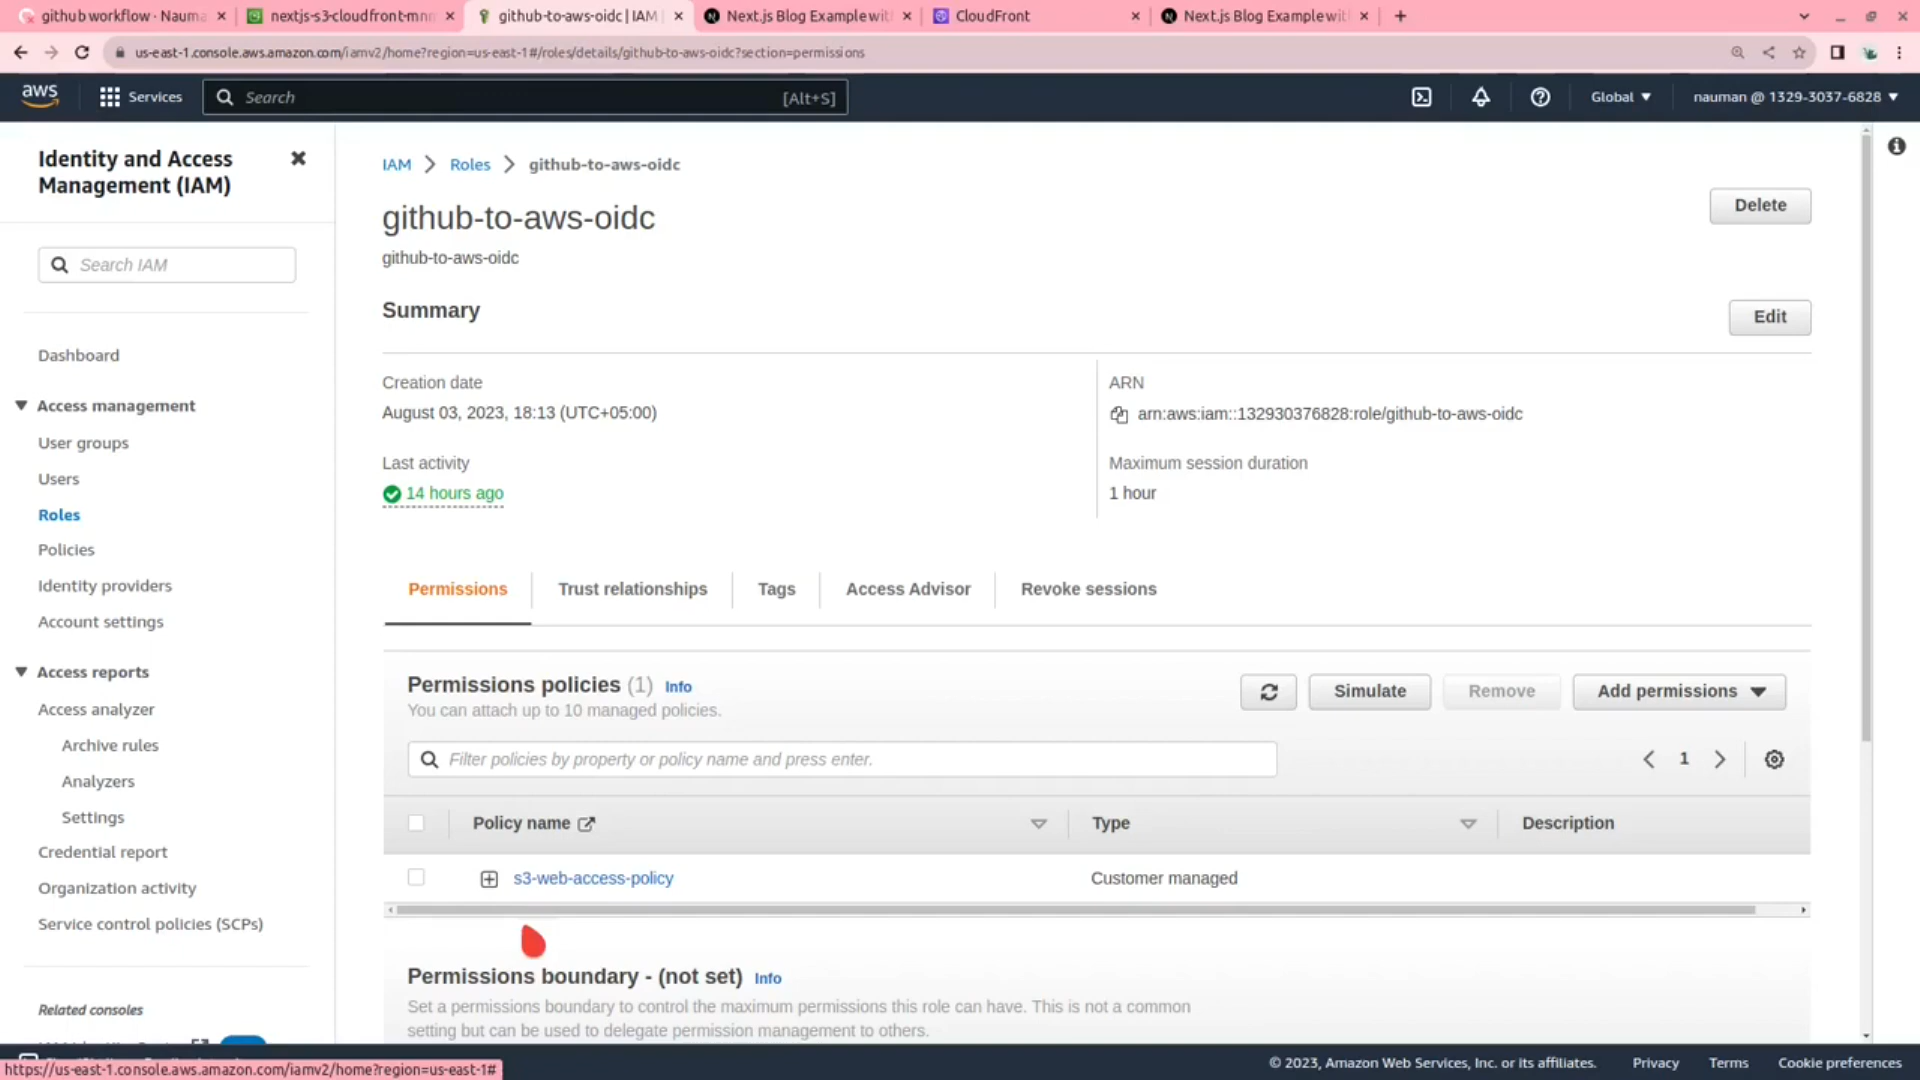 github workflow · Nauma
nextjs-s3-cloudfront-mnn
github-to-aws-oidc | IAM
Next.js Blog Example wit
CloudFront
Next.js Blog Example wit
us-east-1.console.aws.amazon.com/iamv2/home?region=us-east-1#/roles/details/github-to-aws-oidc?section=permissions
aws
Services
Search
[Alt+S]
Global
nauman @ 1329-3037-6828
Identity and Access
Management (IAM)
Search IAM
Dashboard
Access management
User groups
Users
Roles
Policies
Identity providers
Account settings
Access reports
Access analyzer
Archive rules
Analyzers
Settings
Credential report
Organization activity
Service control policies (SCPs)
Related consoles
IAM > Roles > github-to-aws-oidc
github-to-aws-oidc
Delete
github-to-aws-oidc
Summary
Edit
Creation date
August 03, 2023, 18:13 (UTC+05:00)
ARN
arn:aws:iam::132930376828:role/github-to-aws-oidc
Last activity
14 hours ago
Maximum session duration
1 hour
Permissions
Trust relationships
Tags
Access Advisor
Revoke sessions
Permissions policies (1) Info
You can attach up to 10 managed policies.
Simulate
Remove
Add permissions
Filter policies by property or policy name and press enter.
1
Policy name
Type
Description
s3-web-access-policy
Customer managed
Permissions boundary - (not set) Info
Set a permissions boundary to control the maximum permissions this role can have. This is not a common
setting but can be used to delegate permission management to others.
© 2023, Amazon Web Services, Inc. or its affiliates.
Privacy
Terms
Cookie preferences
https://us-east-1.console.aws.amazon.com/iamv2/home?region=us-east-1#